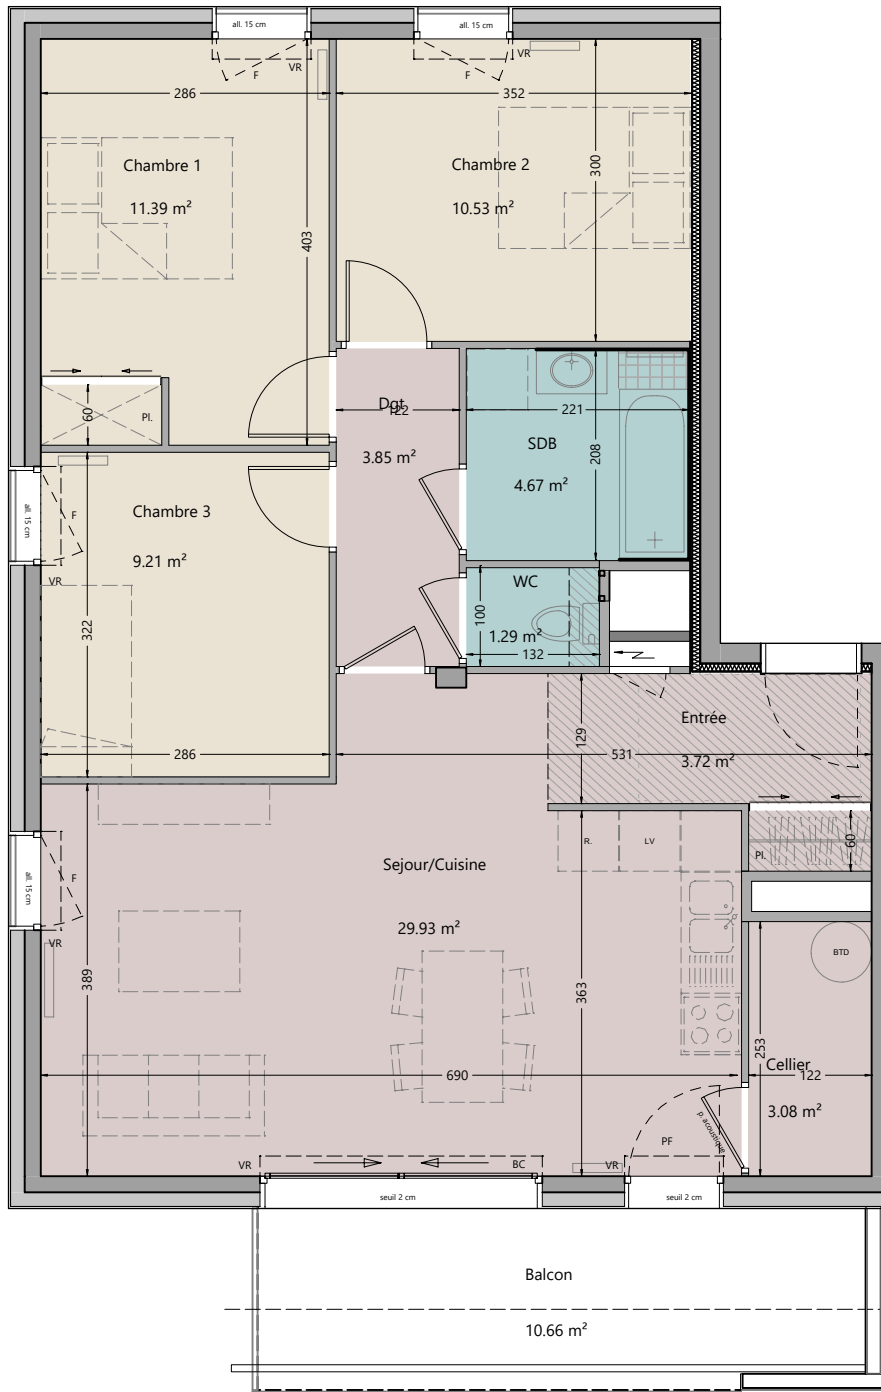 all. 15 cm
all. 15 cm
F
VR
F
VR
286
352
Chambre 1
11.39 m²
Chambre 2
10.53 m²
300
403
60
Pl.
Dgt
122
3.85 m²
221
SDB
4.67 m²
208
all. 15 cm
F
VR
Chambre 3
9.21 m²
322
286
WC
1.29 m²
100
132
Entrée
3.72 m²
129
531
Pl.
60
R.
LV
Sejour/Cuisine
29.93 m²
all. 15 cm
F
VR
389
363
690
BTD
253
Cellier
122
3.08 m²
p. acoustique
PF
VR
BC
VR
seuil 2 cm
seuil 2 cm
Balcon
10.66 m²